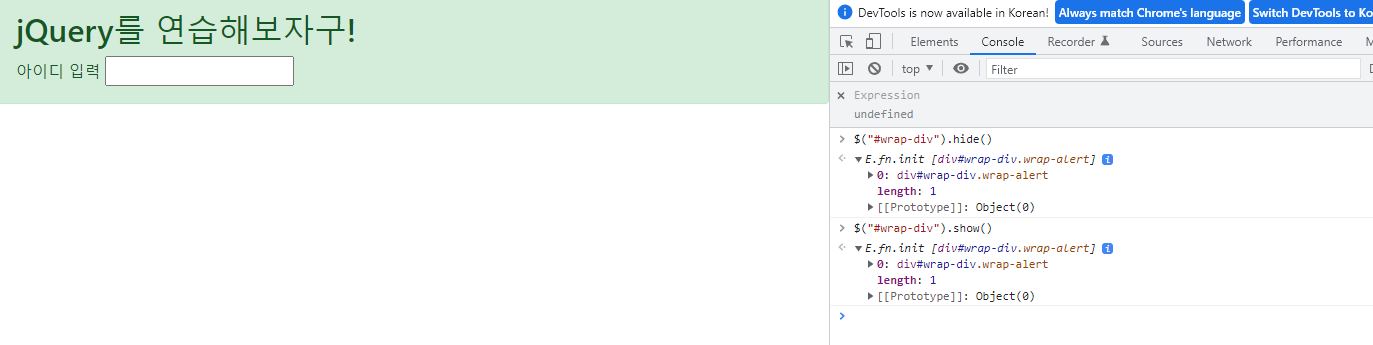 jQuery를 연습해보자구!
아이디 입력
DevTools is now available in Korean! Always match Chrome's language Switch DevTools to Ko
Elements Console Recorder Sources Network Performance M
top ▼ Filter
× Expression
undefined
> $("#wrap-div").hide()
▼ E.fn.init [div#wrap-div.wrap-alert] i
▶ 0: div#wrap-div.wrap-alert
length: 1
▶ [[Prototype]]: Object(0)
> $("#wrap-div").show()
▼ E.fn.init [div#wrap-div.wrap-alert] i
▶ 0: div#wrap-div.wrap-alert
length: 1
▶ [[Prototype]]: Object(0)
>